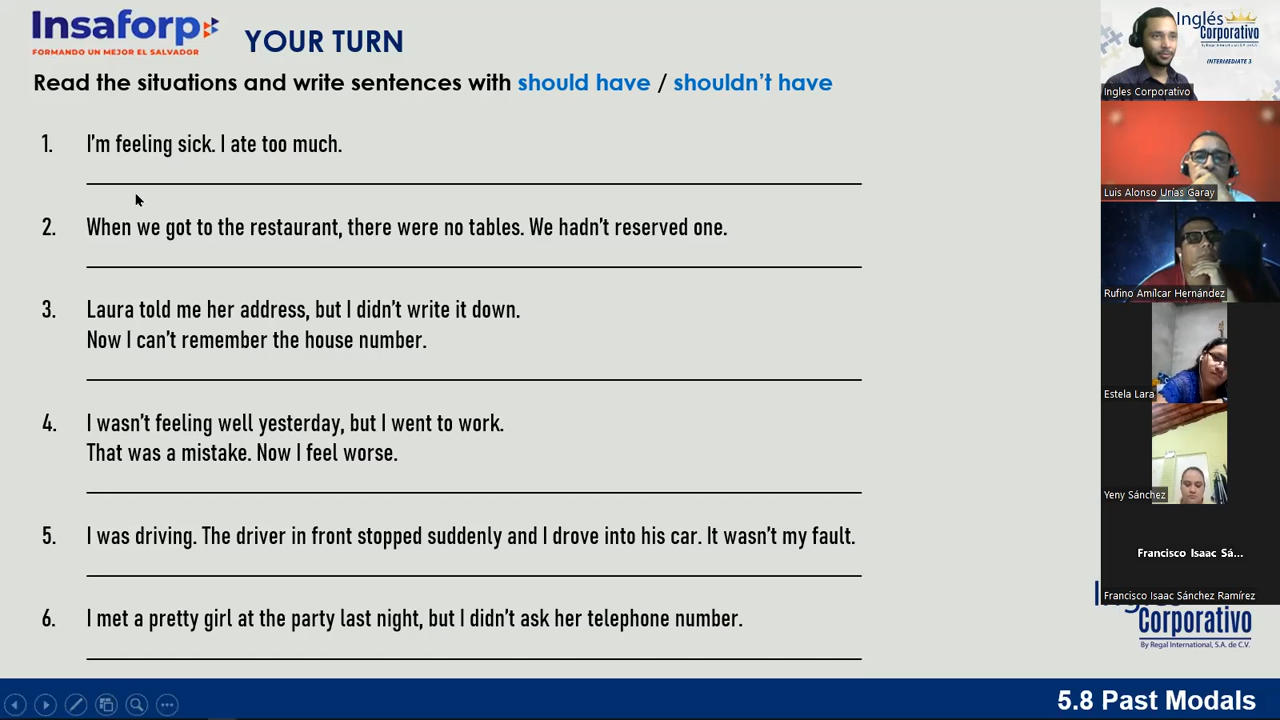 Insaforp
FORMANDO UN MEJOR EL SALVADOR
YOUR TURN
Read the situations and write sentences with should have / shouldn't have
1. I'm feeling sick. I ate too much.
2. When we got to the restaurant, there were no tables. We hadn't reserved one.
3. Laura told me her address, but I didn't write it down.
Now I can't remember the house number.
4. I wasn't feeling well yesterday, but I went to work.
That was a mistake. Now I feel worse.
5. I was driving. The driver in front stopped suddenly and I drove into his car. It wasn't my fault.
6. I met a pretty girl at the party last night, but I didn't ask her telephone number.
5.8 Past Modals
Inglés
Corporativo
INTERMEDIATE 3
Ingles Corporativo
Luis Alonso Urías Garay
Rufino Amílcar Hernández
Estela Lara
Yeny Sánchez
Francisco Isaac Sá...
Francisco Isaac Sánchez Ramírez
Corporativo
By Regal International, S.A. de C.V.